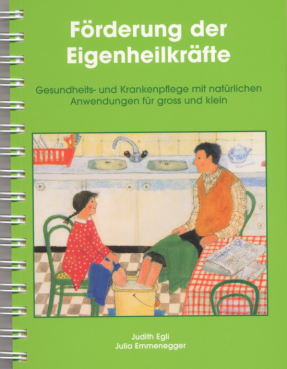 Förderung der
Eigenheilkräfte
Gesundheits- und Krankenpflege mit natürlichen
Anwendungen für gross und klein
Judith Egli
Julia Emmenegger